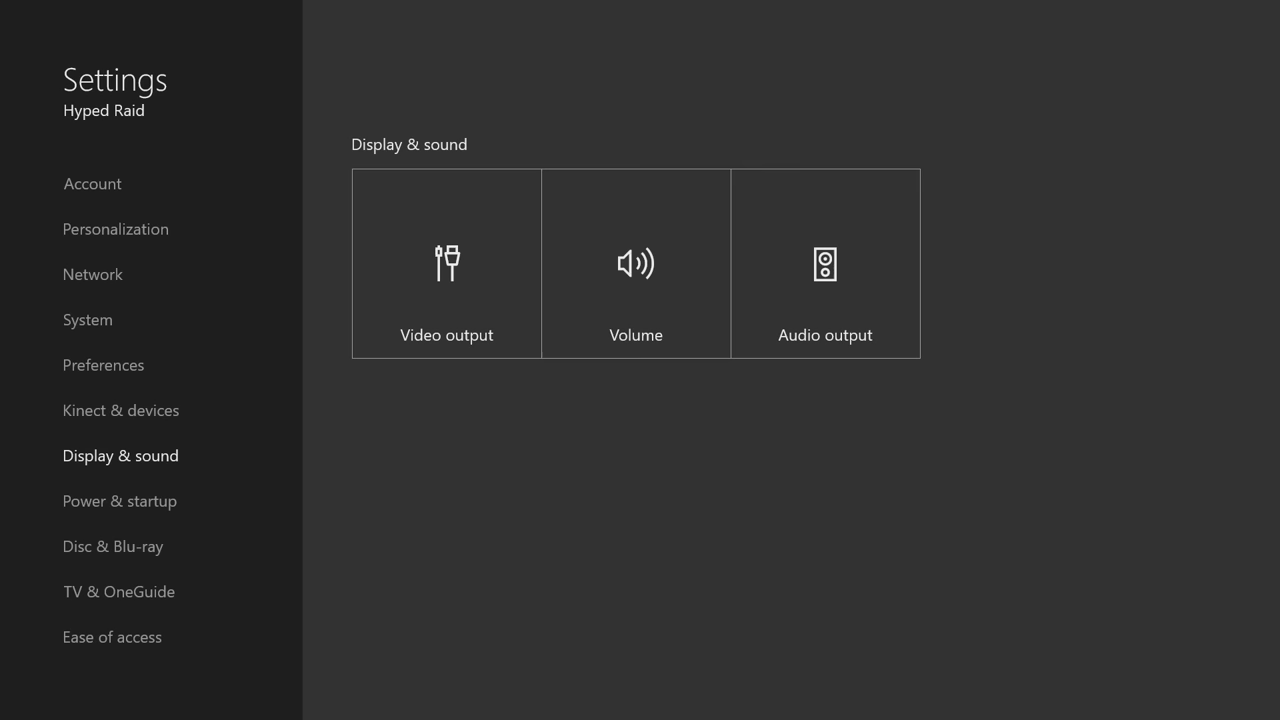 Settings
Hyped Raid
Account
Personalization
Network
System
Preferences
Kinect & devices
Display & sound
Power & startup
Disc & Blu-ray
TV & OneGuide
Ease of access
Display & sound
Video output
Volume
Audio output